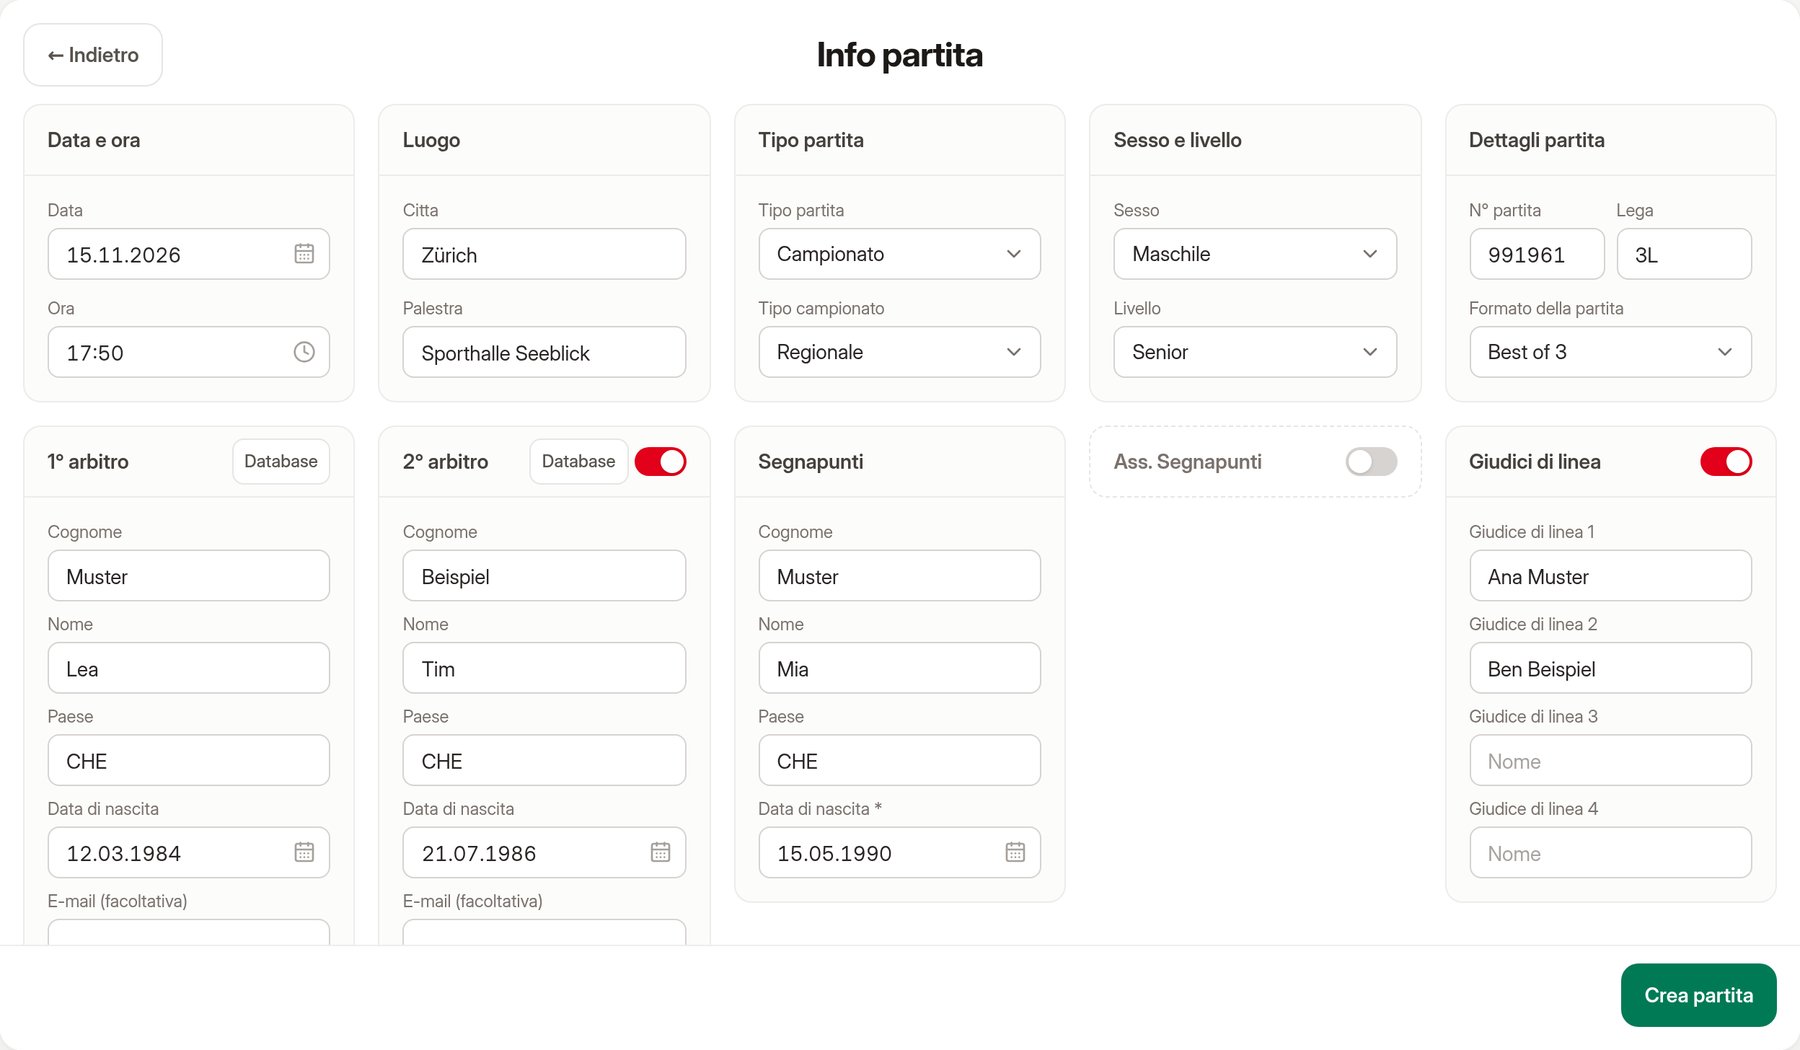 ← Indietro
Info partita
Data e ora
Data
15.11.2026
Ora
17:50
Luogo
Citta
Zürich
Palestra
Sporthalle Seeblick
Tipo partita
Tipo partita
Campionato
Tipo campionato
Regionale
Sesso e livello
Sesso
Maschile
Livello
Senior
Dettagli partita
N° partita
991961
Lega
3L
Formato della partita
Best of 3
1° arbitro
Database
Cognome
Muster
Nome
Lea
Paese
CHE
Data di nascita
12.03.1984
E-mail (facoltativa)
2° arbitro
Database
Cognome
Beispiel
Nome
Tim
Paese
CHE
Data di nascita
21.07.1986
E-mail (facoltativa)
Segnapunti
Cognome
Muster
Nome
Mia
Paese
CHE
Data di nascita *
15.05.1990
Ass. Segnapunti
Giudici di linea
Giudice di linea 1
Ana Muster
Giudice di linea 2
Ben Beispiel
Giudice di linea 3
Nome
Giudice di linea 4
Nome
Crea partita